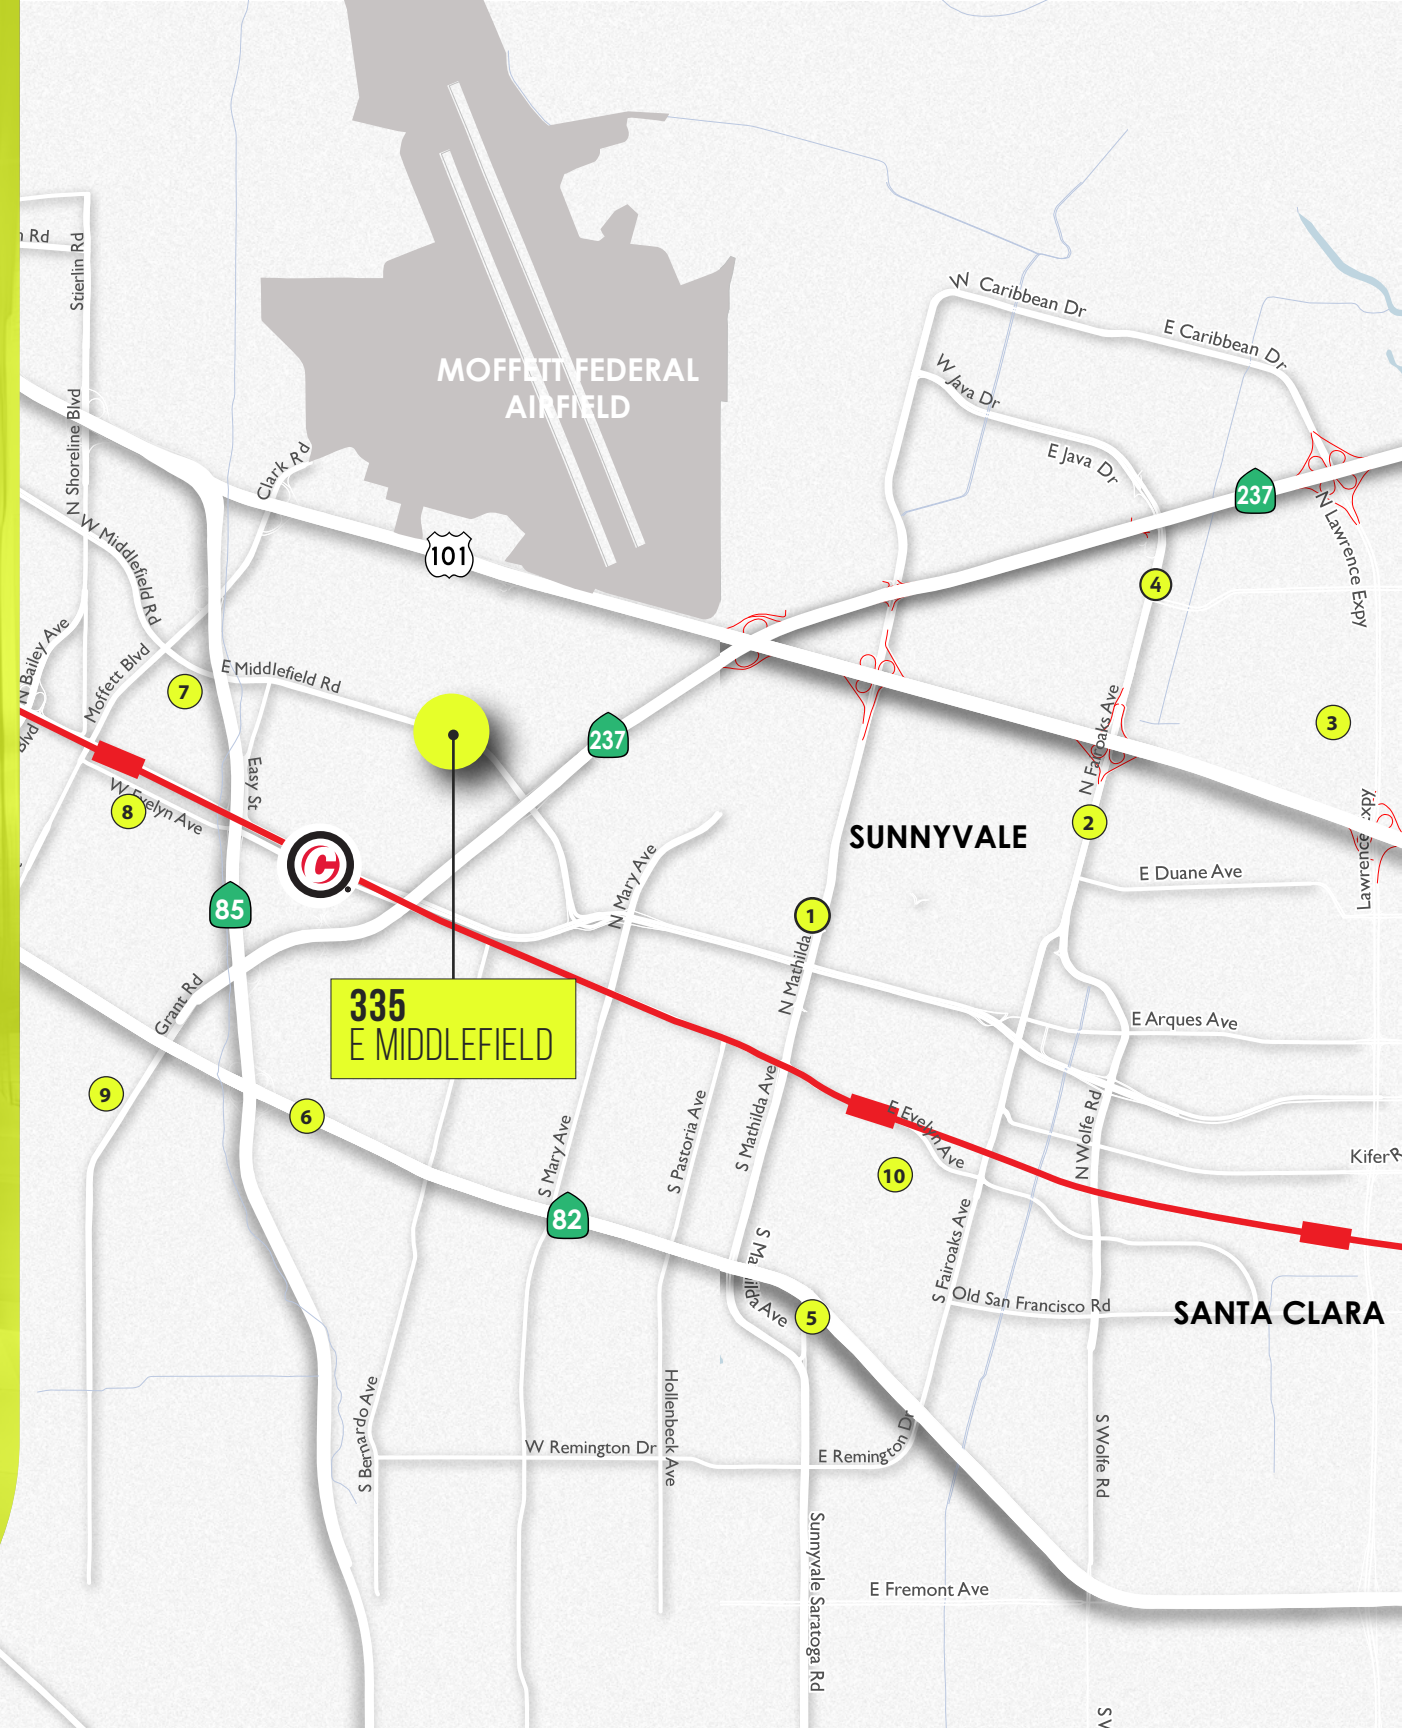 n Rd
Stierlin Rd
W Caribbean Dr
E Caribbean Dr
MOFFETT FEDERAL
AIRFIELD
W Java Dr
N Shoreline Blvd
Clark Rd
E Java Dr
237
N Lawrence Expy
101
W Middlefield Rd
4
N Bailey Ave
Moffett Blvd
E Middlefield Rd
7
N Fairoaks Ave
3
237
Blvd
Easy St
W Evelyn Ave
8
2
SUNNYVALE
Lawrence Expy
C
E Duane Ave
N Mary Ave
85
1
N Mathilda
Grant Rd
335
E MIDDLEFIELD
E Arques Ave
9
6
E Evelyn Ave
S Mathilda Ave
S Pastoria Ave
S Mary Ave
N Wolfe Rd
Kifer R
10
82
S Mathilda Ave
S Fairoaks Ave
Old San Francisco Rd
5
SANTA CLARA
S Bernardo Ave
Hollenbeck Ave
W Remington Dr
E Remington Dr
S Wolfe Rd
Sunnyvale Saratoga Rd
E Fremont Ave
S W